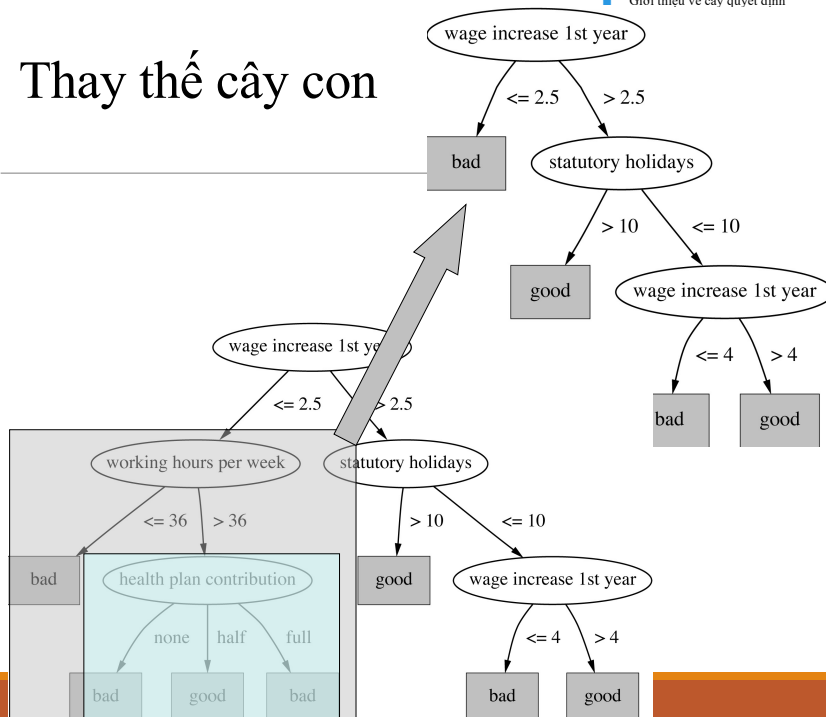 Giới thiệu về cây quyết định
Thay thế cây con
wage increase 1st year
<= 2.5
> 2.5
bad
statutory holidays
> 10
<= 10
good
wage increase 1st year
<= 4
> 4
bad
good
wage increase 1st ye
<= 2.5
> 2.5
working hours per week
statutory holidays
<= 36
> 36
> 10
<= 10
bad
health plan contribution
good
wage increase 1st year
none
half
full
<= 4
> 4
bad
good
bad
bad
good